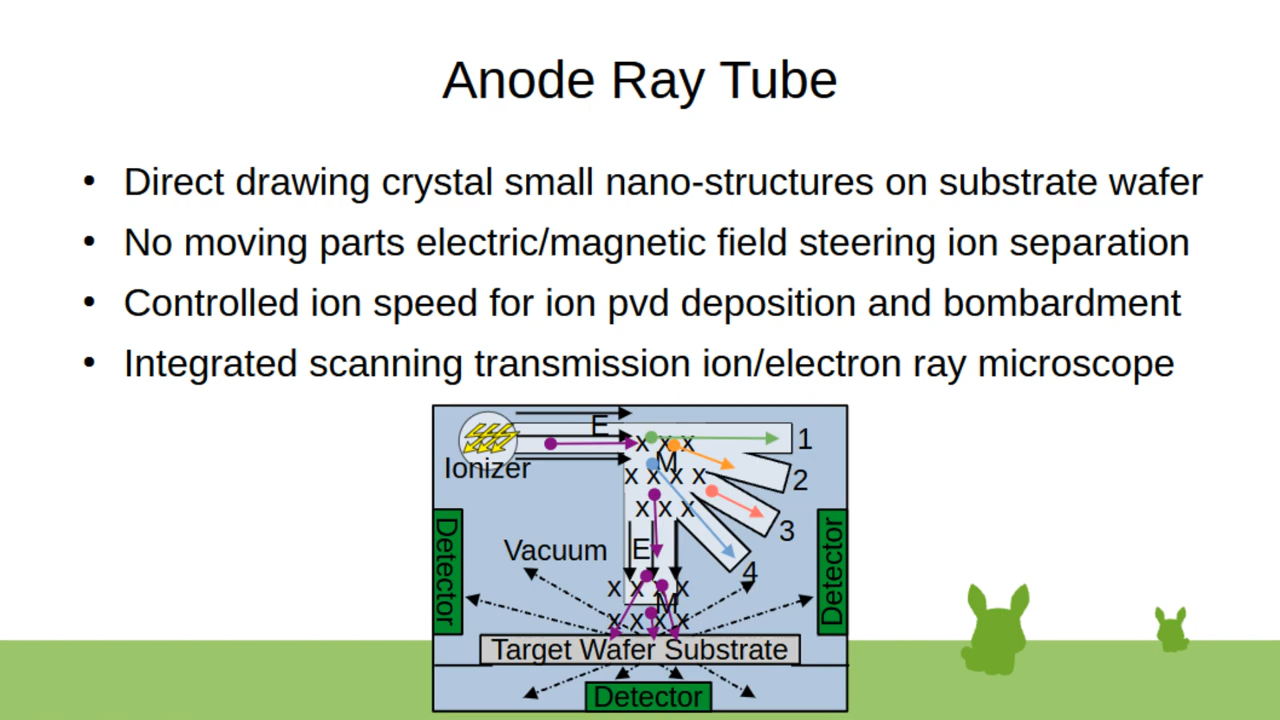 Anode Ray Tube
• Direct drawing crystal small nano-structures on substrate wafer
• No moving parts electric/magnetic field steering ion separation
• Controlled ion speed for ion pvd deposition and bombardment
• Integrated scanning transmission ion/electron ray microscope
E
1
x x x
Ionizer
M
2
x x x x
x x x
3
Detector
Vacuum
E
Detector
4
x x x x
M
x x x x
Target Wafer Substrate
Detector